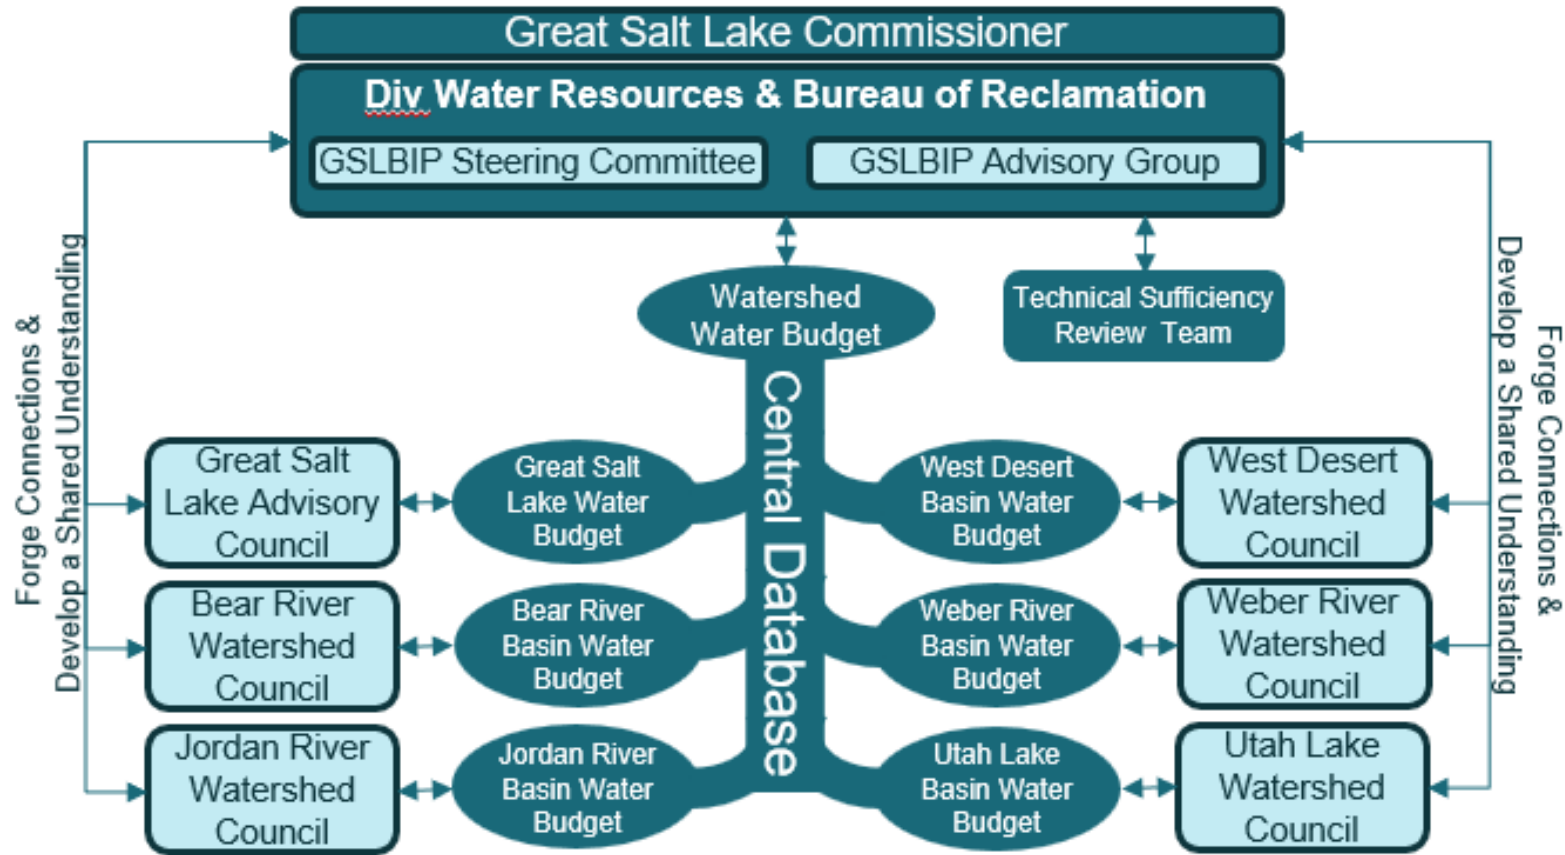 Great Salt Lake Commissioner
Div Water Resources & Bureau of Reclamation
GSLBIP Steering Committee
GSLBIP Advisory Group
Forge Connections &
Develop a Shared Understanding
Watershed
Water Budget
Technical Sufficiency
Review Team
Forge Connections &
Develop a Shared Understanding
Central Database
Great Salt
Lake Advisory
Council
Great Salt
Lake Water
Budget
West Desert
Basin Water
Budget
West Desert
Watershed
Council
Bear River
Watershed
Council
Bear River
Basin Water
Budget
Weber River
Basin Water
Budget
Weber River
Watershed
Council
Jordan River
Watershed
Council
Jordan River
Basin Water
Budget
Utah Lake
Basin Water
Budget
Utah Lake
Watershed
Council